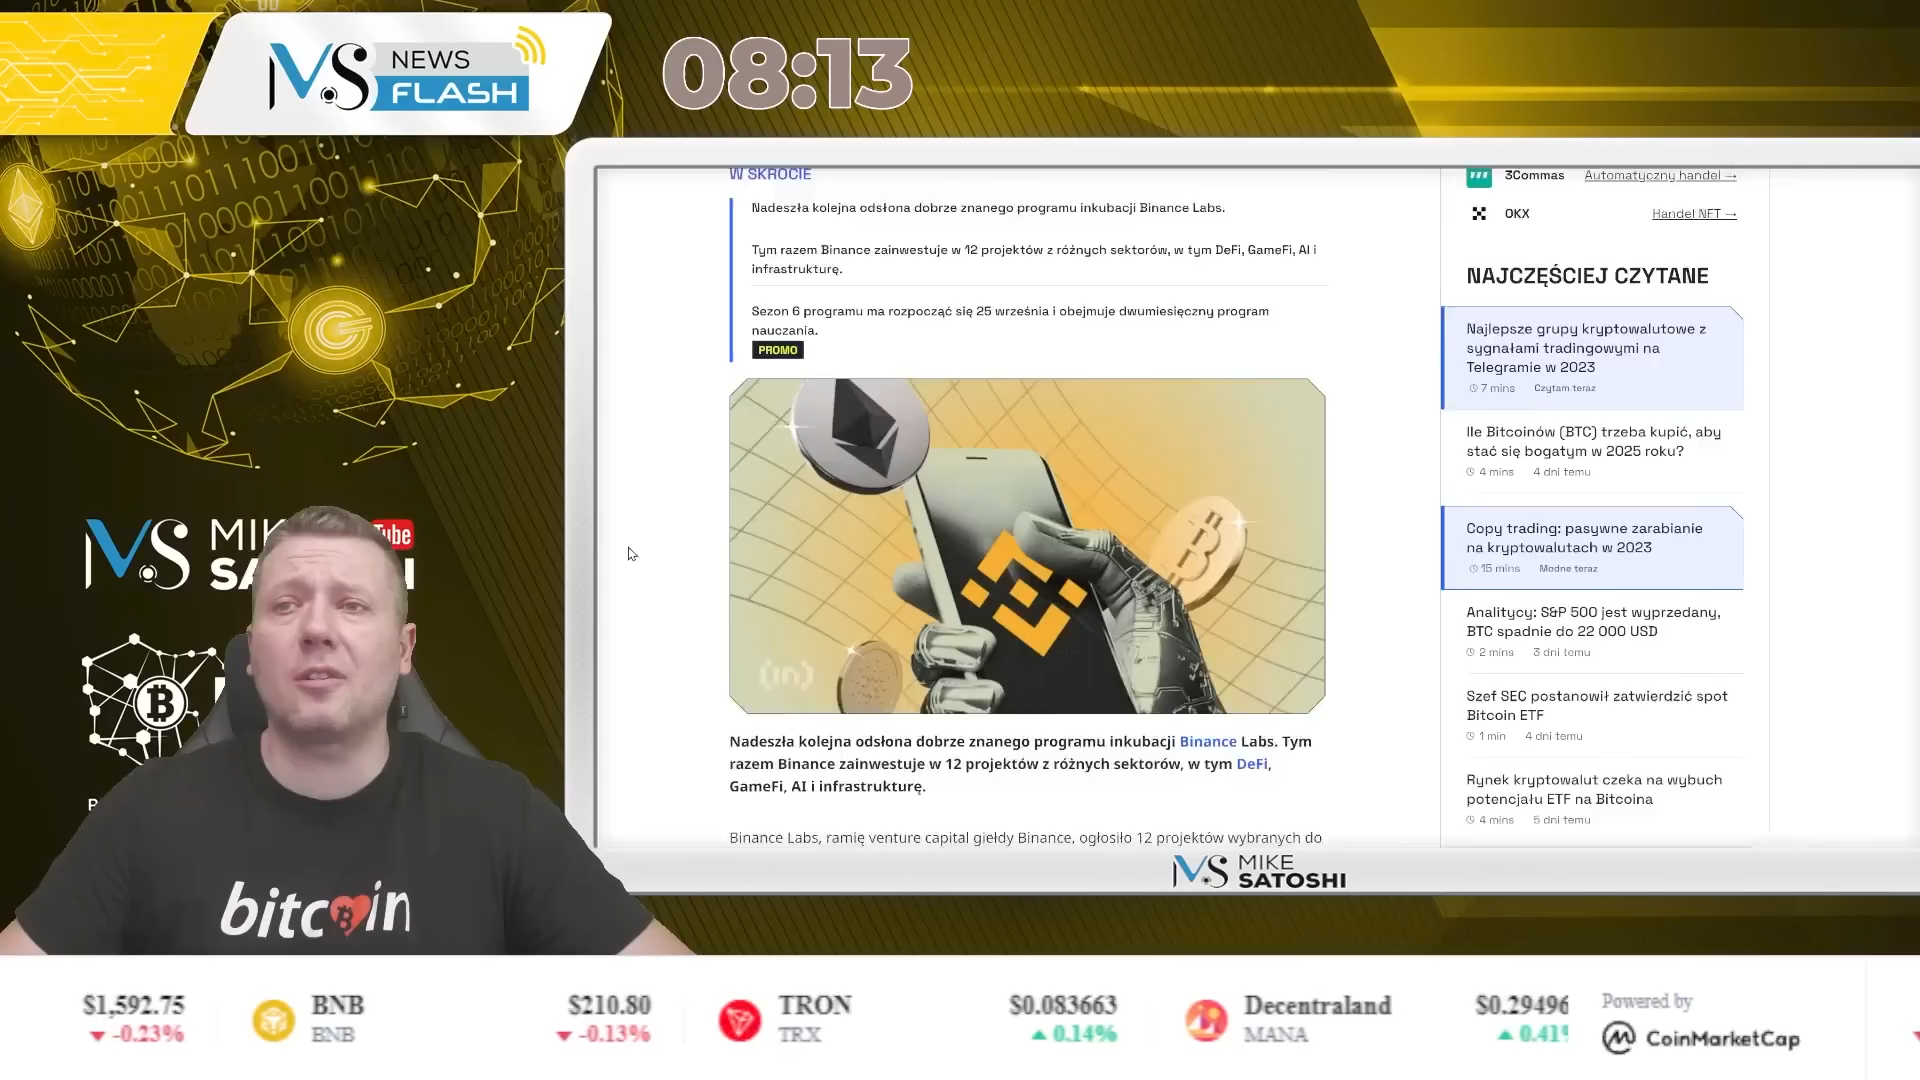 NEWS
FLASH
08:13
W SKRÓCIE
Nadeszła kolejna odsłona dobrze znanego programu inkubacji Binance Labs.
Tym razem Binance zainwestuje w 12 projektów z różnych sektorów, w tym DeFi, GameFi, AI i
infrastrukturę.
Sezon 6 programu ma rozpocząć się 25 września i obejmuje dwumiesięczny program
nauczania.
PROMO
(in)
Nadeszła kolejna odsłona dobrze znanego programu inkubacji Binance Labs. Tym
razem Binance zainwestuje w 12 projektów z różnych sektorów, w tym DeFi,
GameFi, AI i infrastrukturę.
Binance Labs, ramię venture capital giełdy Binance, ogłosiło 12 projektów wybranych do
3Commas Automatyczny handel →
OKX Handel NFT →
NAJCZĘŚCIEJ CZYTANE
Najlepsze grupy kryptowalutowe z
sygnałami tradingowymi na
Telegramie w 2023
7 mins Czytam teraz
Ile Bitcoinów (BTC) trzeba kupić, aby
stać się bogatym w 2025 roku?
4 mins 4 dni temu
Copy trading: pasywne zarabianie
na kryptowalutach w 2023
15 mins Modne teraz
Analitycy: S&P 500 jest wyprzedany,
BTC spadnie do 22 000 USD
2 mins 3 dni temu
Szef SEC postanowił zatwierdzić spot
Bitcoin ETF
1 min 4 dni temu
Rynek kryptowalut czeka na wybuch
potencjału ETF na Bitcoina
4 mins 5 dni temu
MS MIKE
SATOSHI
bitcoin
$1,592.75
-0.23%
BNB $210.80
BNB -0.13%
TRON $0.083663
TRX 0.14%
Decentraland $0.29496
MANA 0.41
Powered by
CoinMarketCap